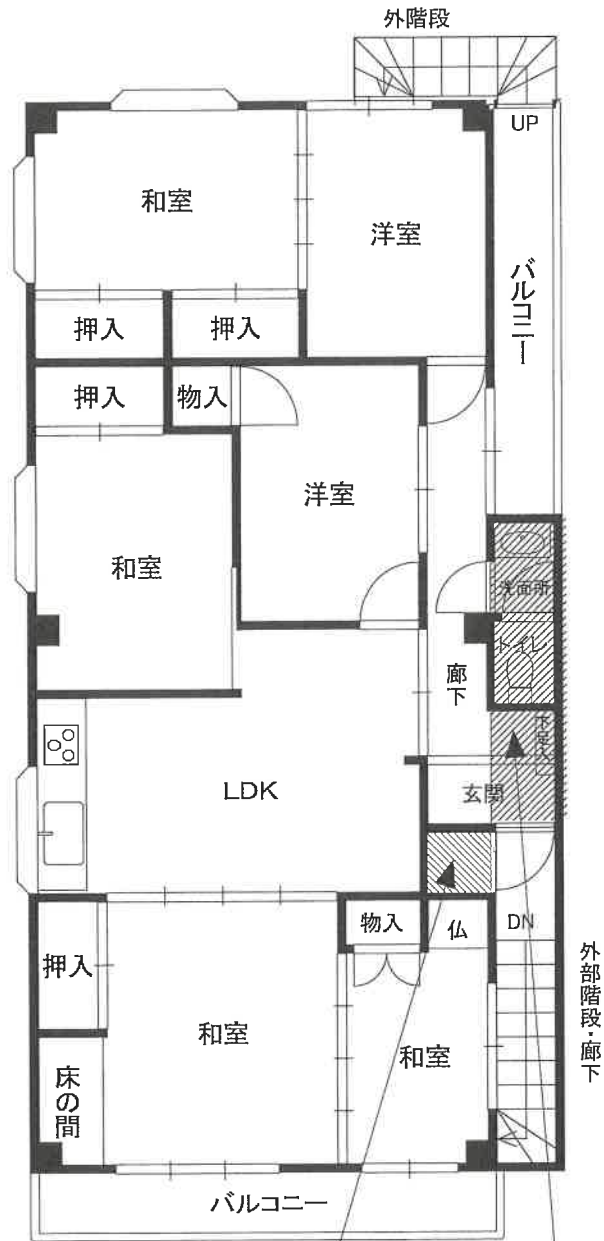 外階段
UP
和室
洋室
バルコニー
押入
押入
押入
物入
洋室
和室
洗面所
トイレ
廊下
下足入
LDK
玄関
物入
仏
DN
押入
和室
和室
床の間
外部階段・廊下
バルコニー